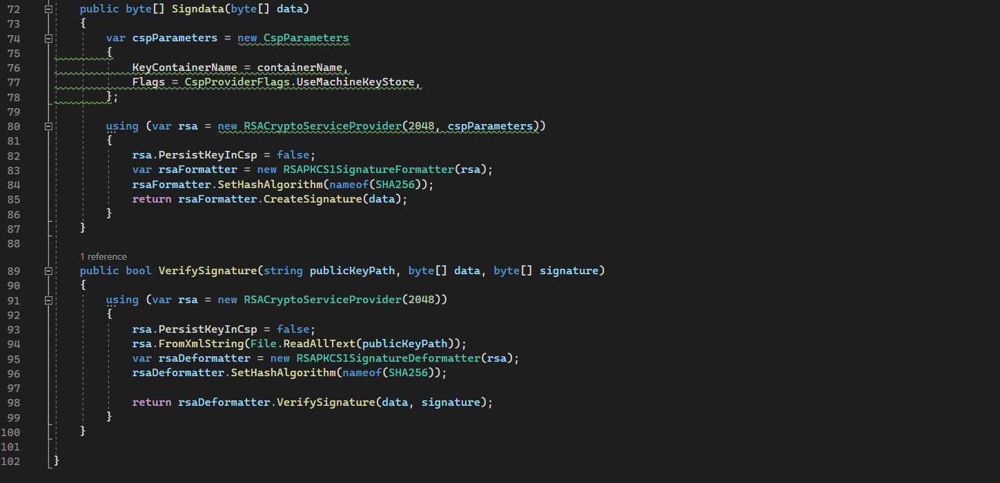 72 public byte[] Signdata(byte[] data)
73 {
74 var cspParameters = new CspParameters
75 {
76 KeyContainerName = containerName,
77 Flags = CspProviderFlags.UseMachineKeyStore,
78 };
79
80 using (var rsa = new RSACryptoServiceProvider(2048, cspParameters))
81 {
82 rsa.PersistKeyInCsp = false;
83 var rsaFormatter = new RSAPKCS1SignatureFormatter(rsa);
84 rsaFormatter.SetHashAlgorithm(nameof(SHA256));
85 return rsaFormatter.CreateSignature(data);
86 }
87 }
88
1 reference
89 public bool VerifySignature(string publicKeyPath, byte[] data, byte[] signature)
90 {
91 using (var rsa = new RSACryptoServiceProvider(2048))
92 {
93 rsa.PersistKeyInCsp = false;
94 rsa.FromXmlString(File.ReadAllText(publicKeyPath));
95 var rsaDeformatter = new RSAPKCS1SignatureDeformatter(rsa);
96 rsaDeformatter.SetHashAlgorithm(nameof(SHA256));
97
98 return rsaDeformatter.VerifySignature(data, signature);
99 }
100 }
101
102 }